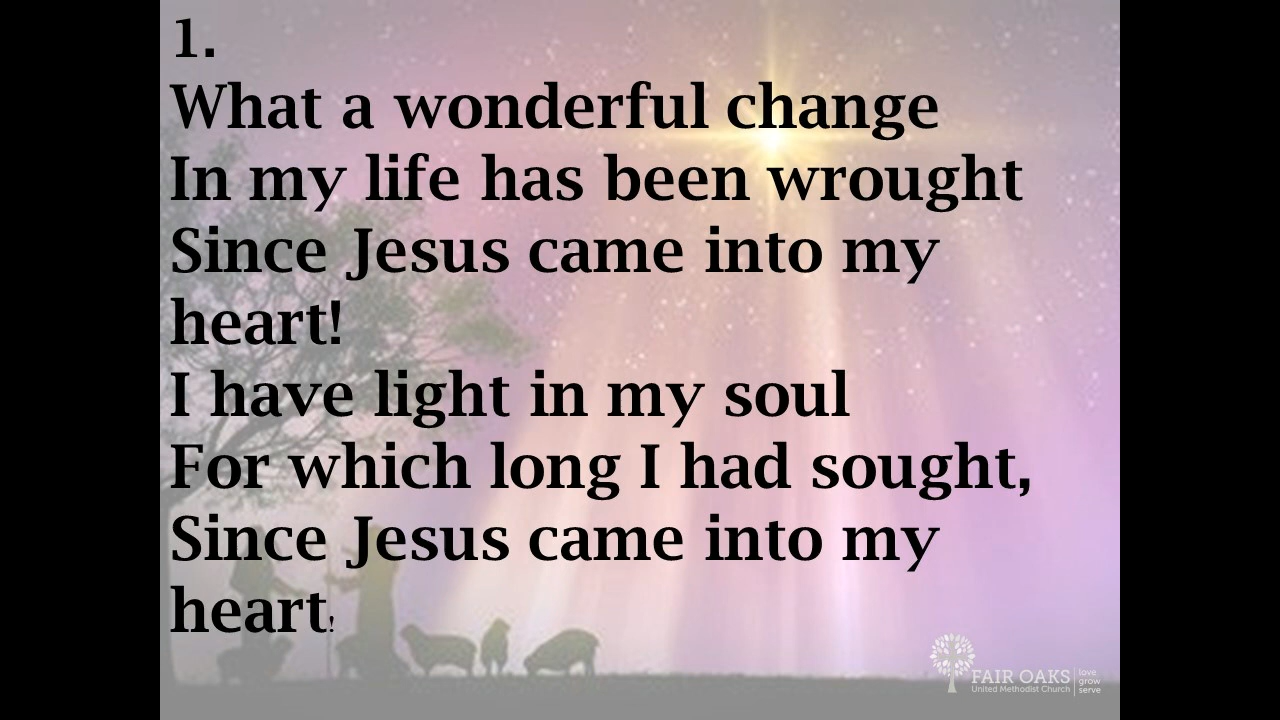 1.
What a wonderful change
In my life has been wrought
Since Jesus came into my
heart!
I have light in my soul
For which long I had sought,
Since Jesus came into my
heart!
FAIR OAKS
United Methodist Church
love
grow
serve